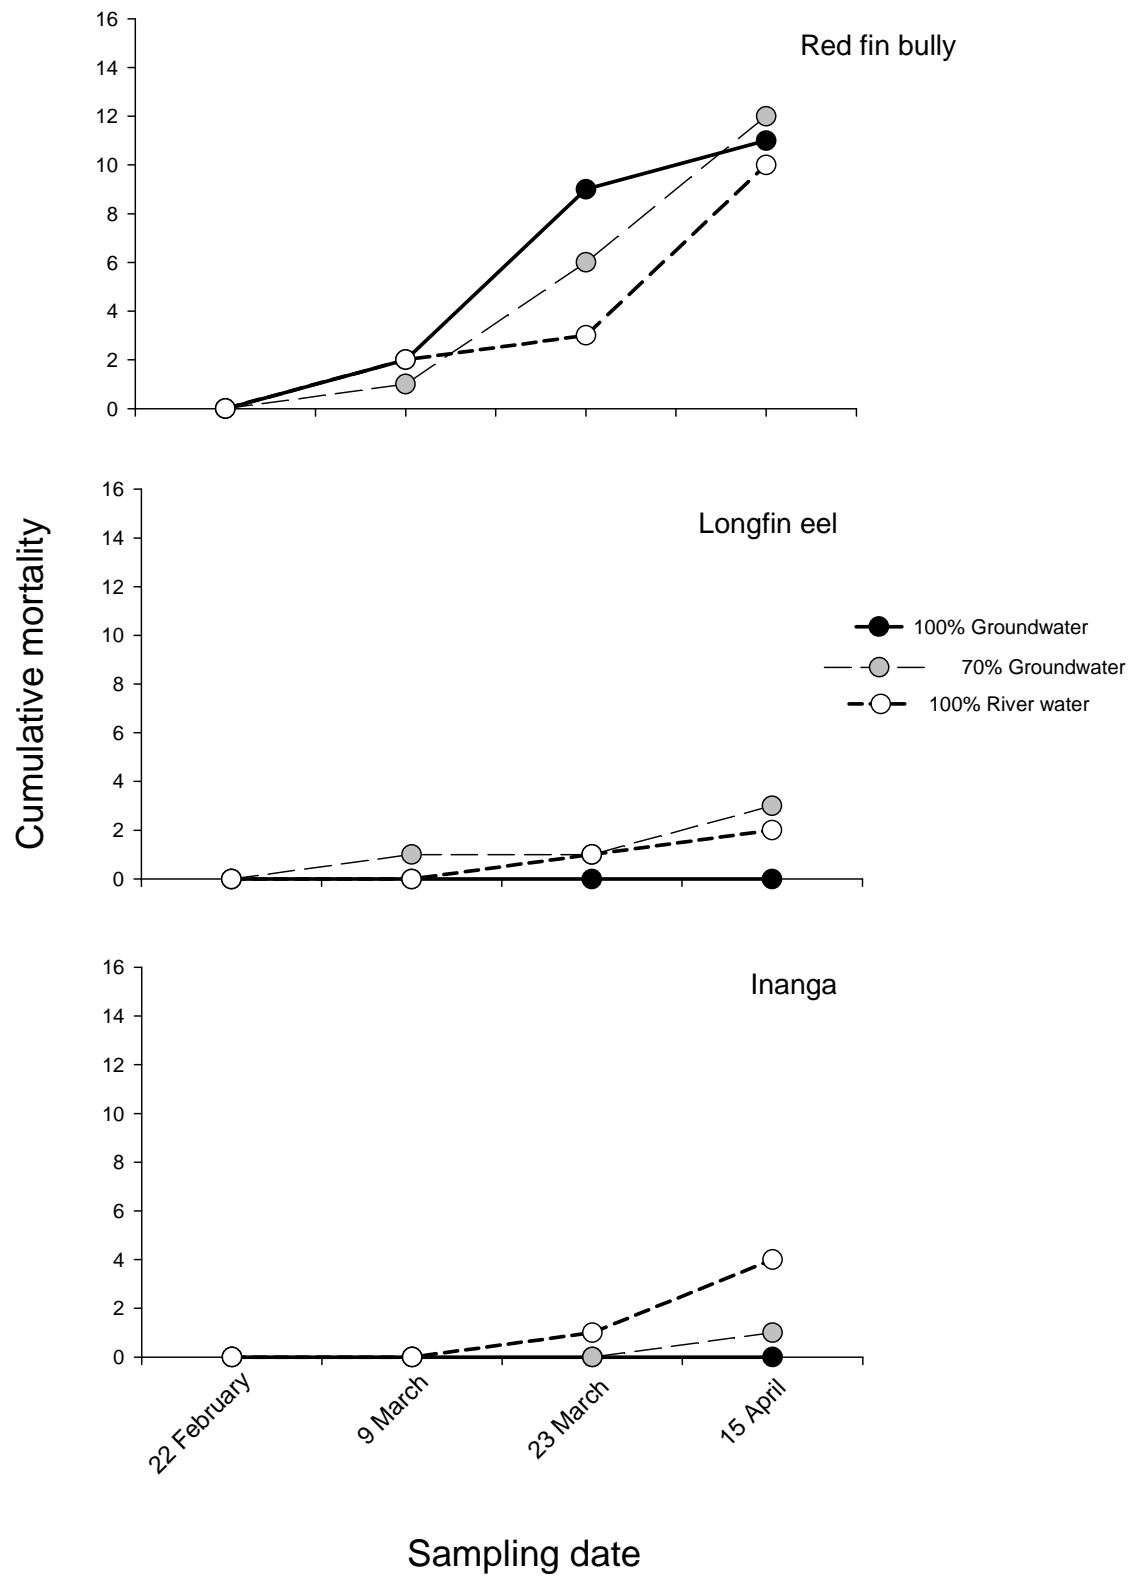 16
Red fin bully
14
12
10
8
6
4
2
0
Cumulative mortality
16
Longfin eel
14
12
10
8
6
4
2
0
100% Groundwater
70% Groundwater
100% River water
16
Inanga
14
12
10
8
6
4
2
0
22 February
9 March
23 March
15 April
Sampling date